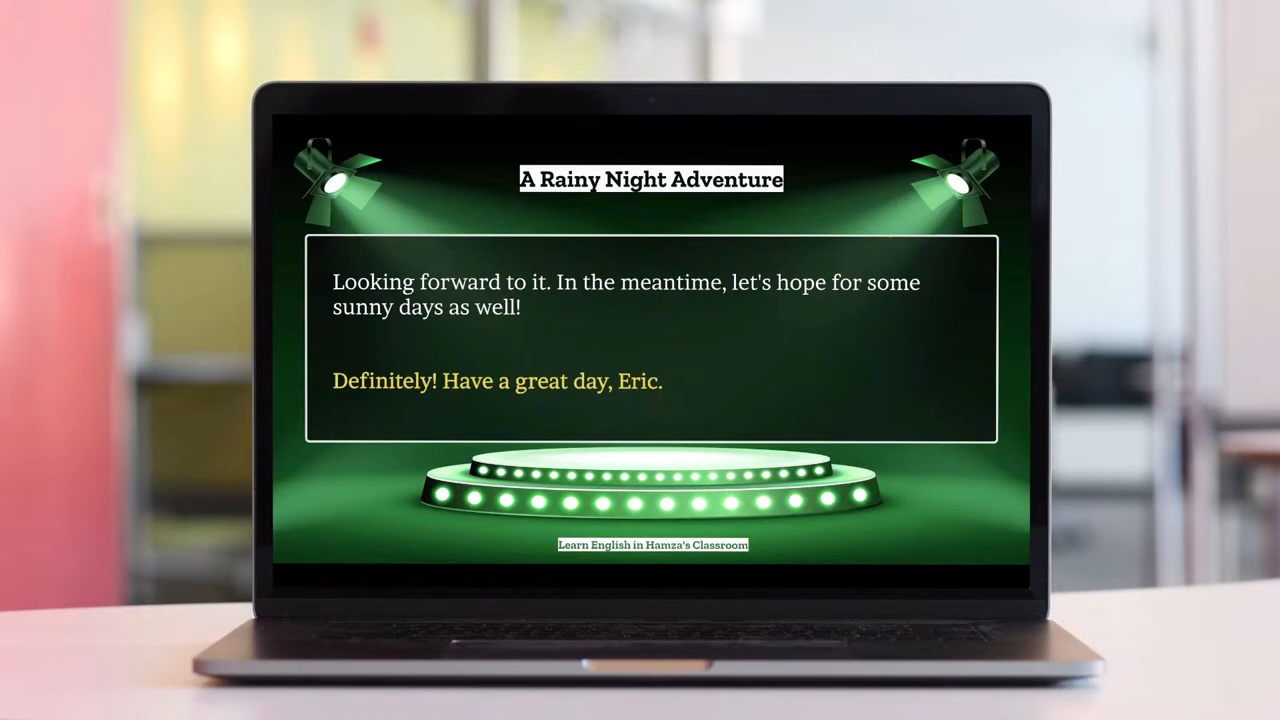 A Rainy Night Adventure
Looking forward to it. In the meantime, let's hope for some
sunny days as well!
Definitely! Have a great day, Eric.
Learn English in Hamza's Classroom